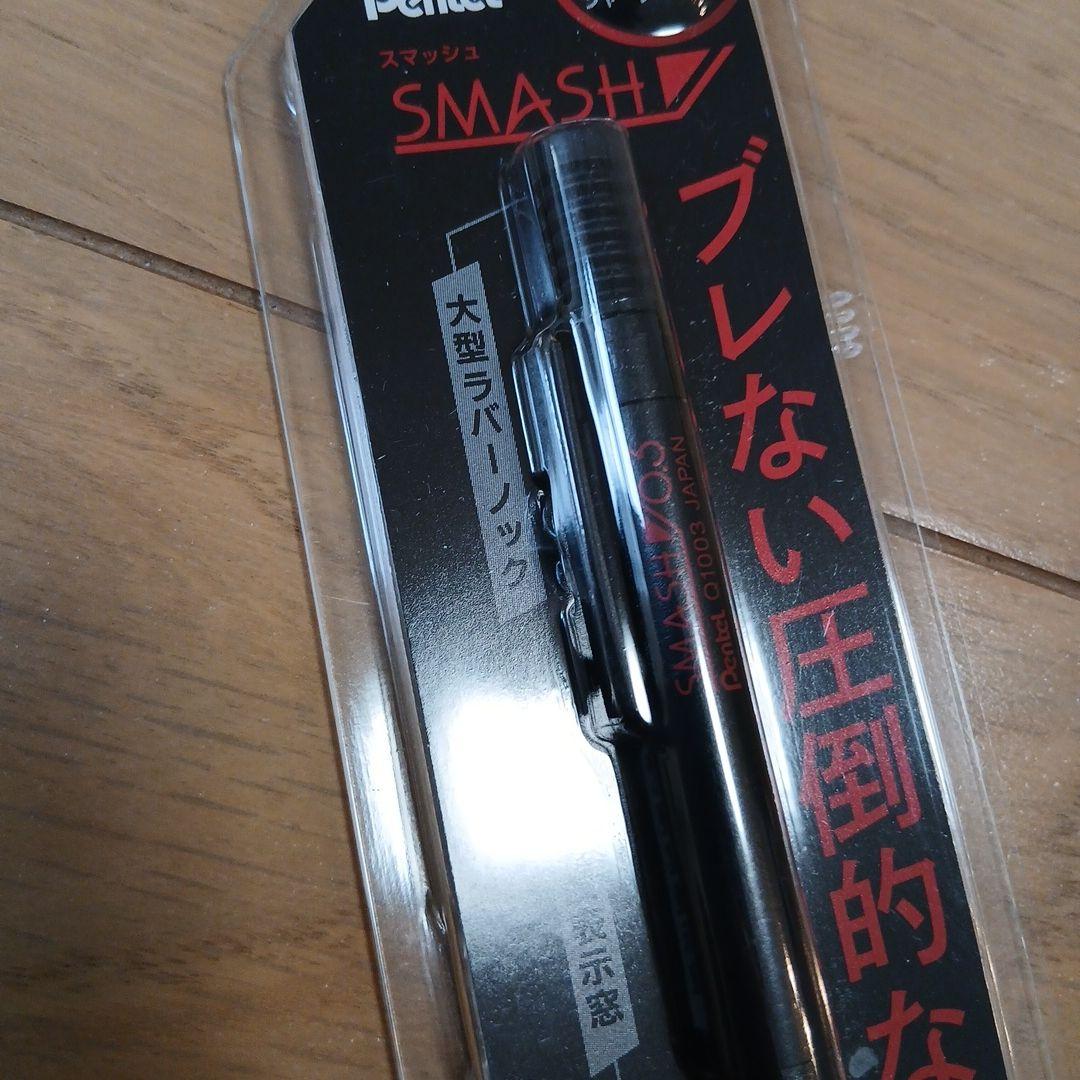 Pentel
スマッシュ
SMASH
ブレない圧倒的な
大型ラバーノック
SMASH 0.5
Pentel Q1003 JAPAN
表示窓